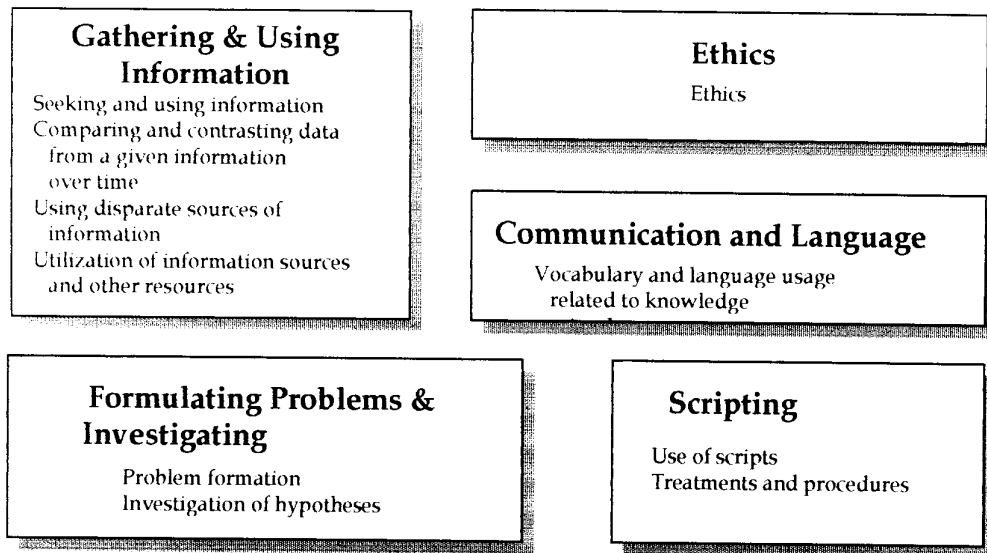 Gathering & Using
Information
Seeking and using information
Comparing and contrasting data
from a given information
over time
Using disparate sources of
information
Utilization of information sources
and other resources
Ethics
Ethics
Communication and Language
Vocabulary and language usage
related to knowledge
Formulating Problems &
Investigating
Problem formation
Investigation of hypotheses
Scripting
Use of scripts
Treatments and procedures